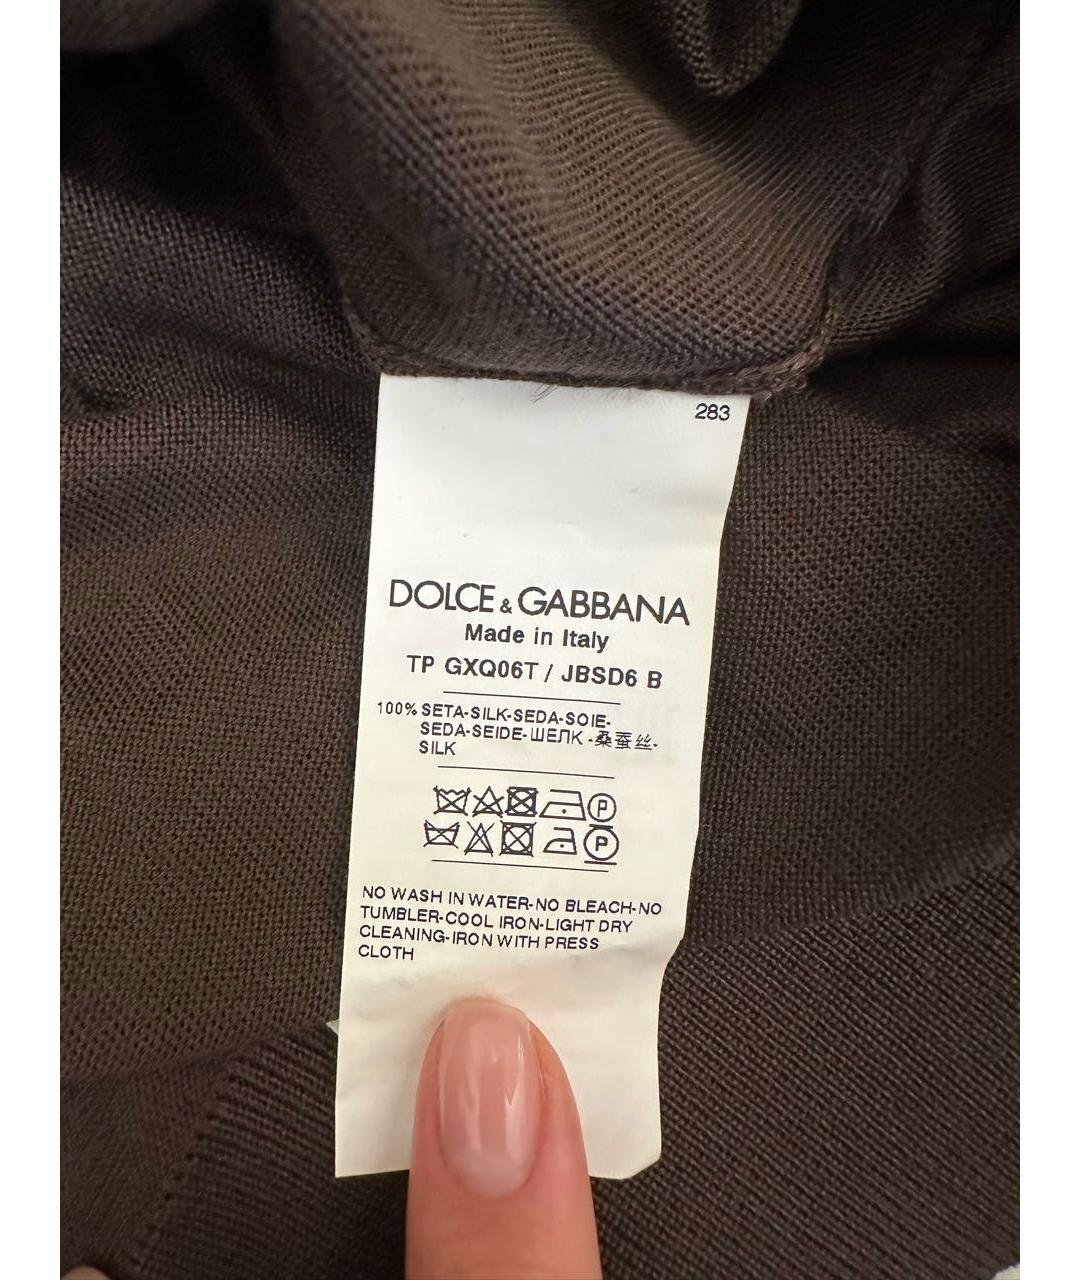 283
DOLCE & GABBANA
Made in Italy
TP GXQ06T / JBSD6 B
100% SETA-SILK-SEDA-SOIE-
SEDA-SEIDE-ШЕЛК -桑蚕丝-
SILK
P
P
NO WASH IN WATER-NO BLEACH-NO
TUMBLER-COOL IRON-LIGHT DRY
CLEANING-IRON WITH PRESS
CLOTH